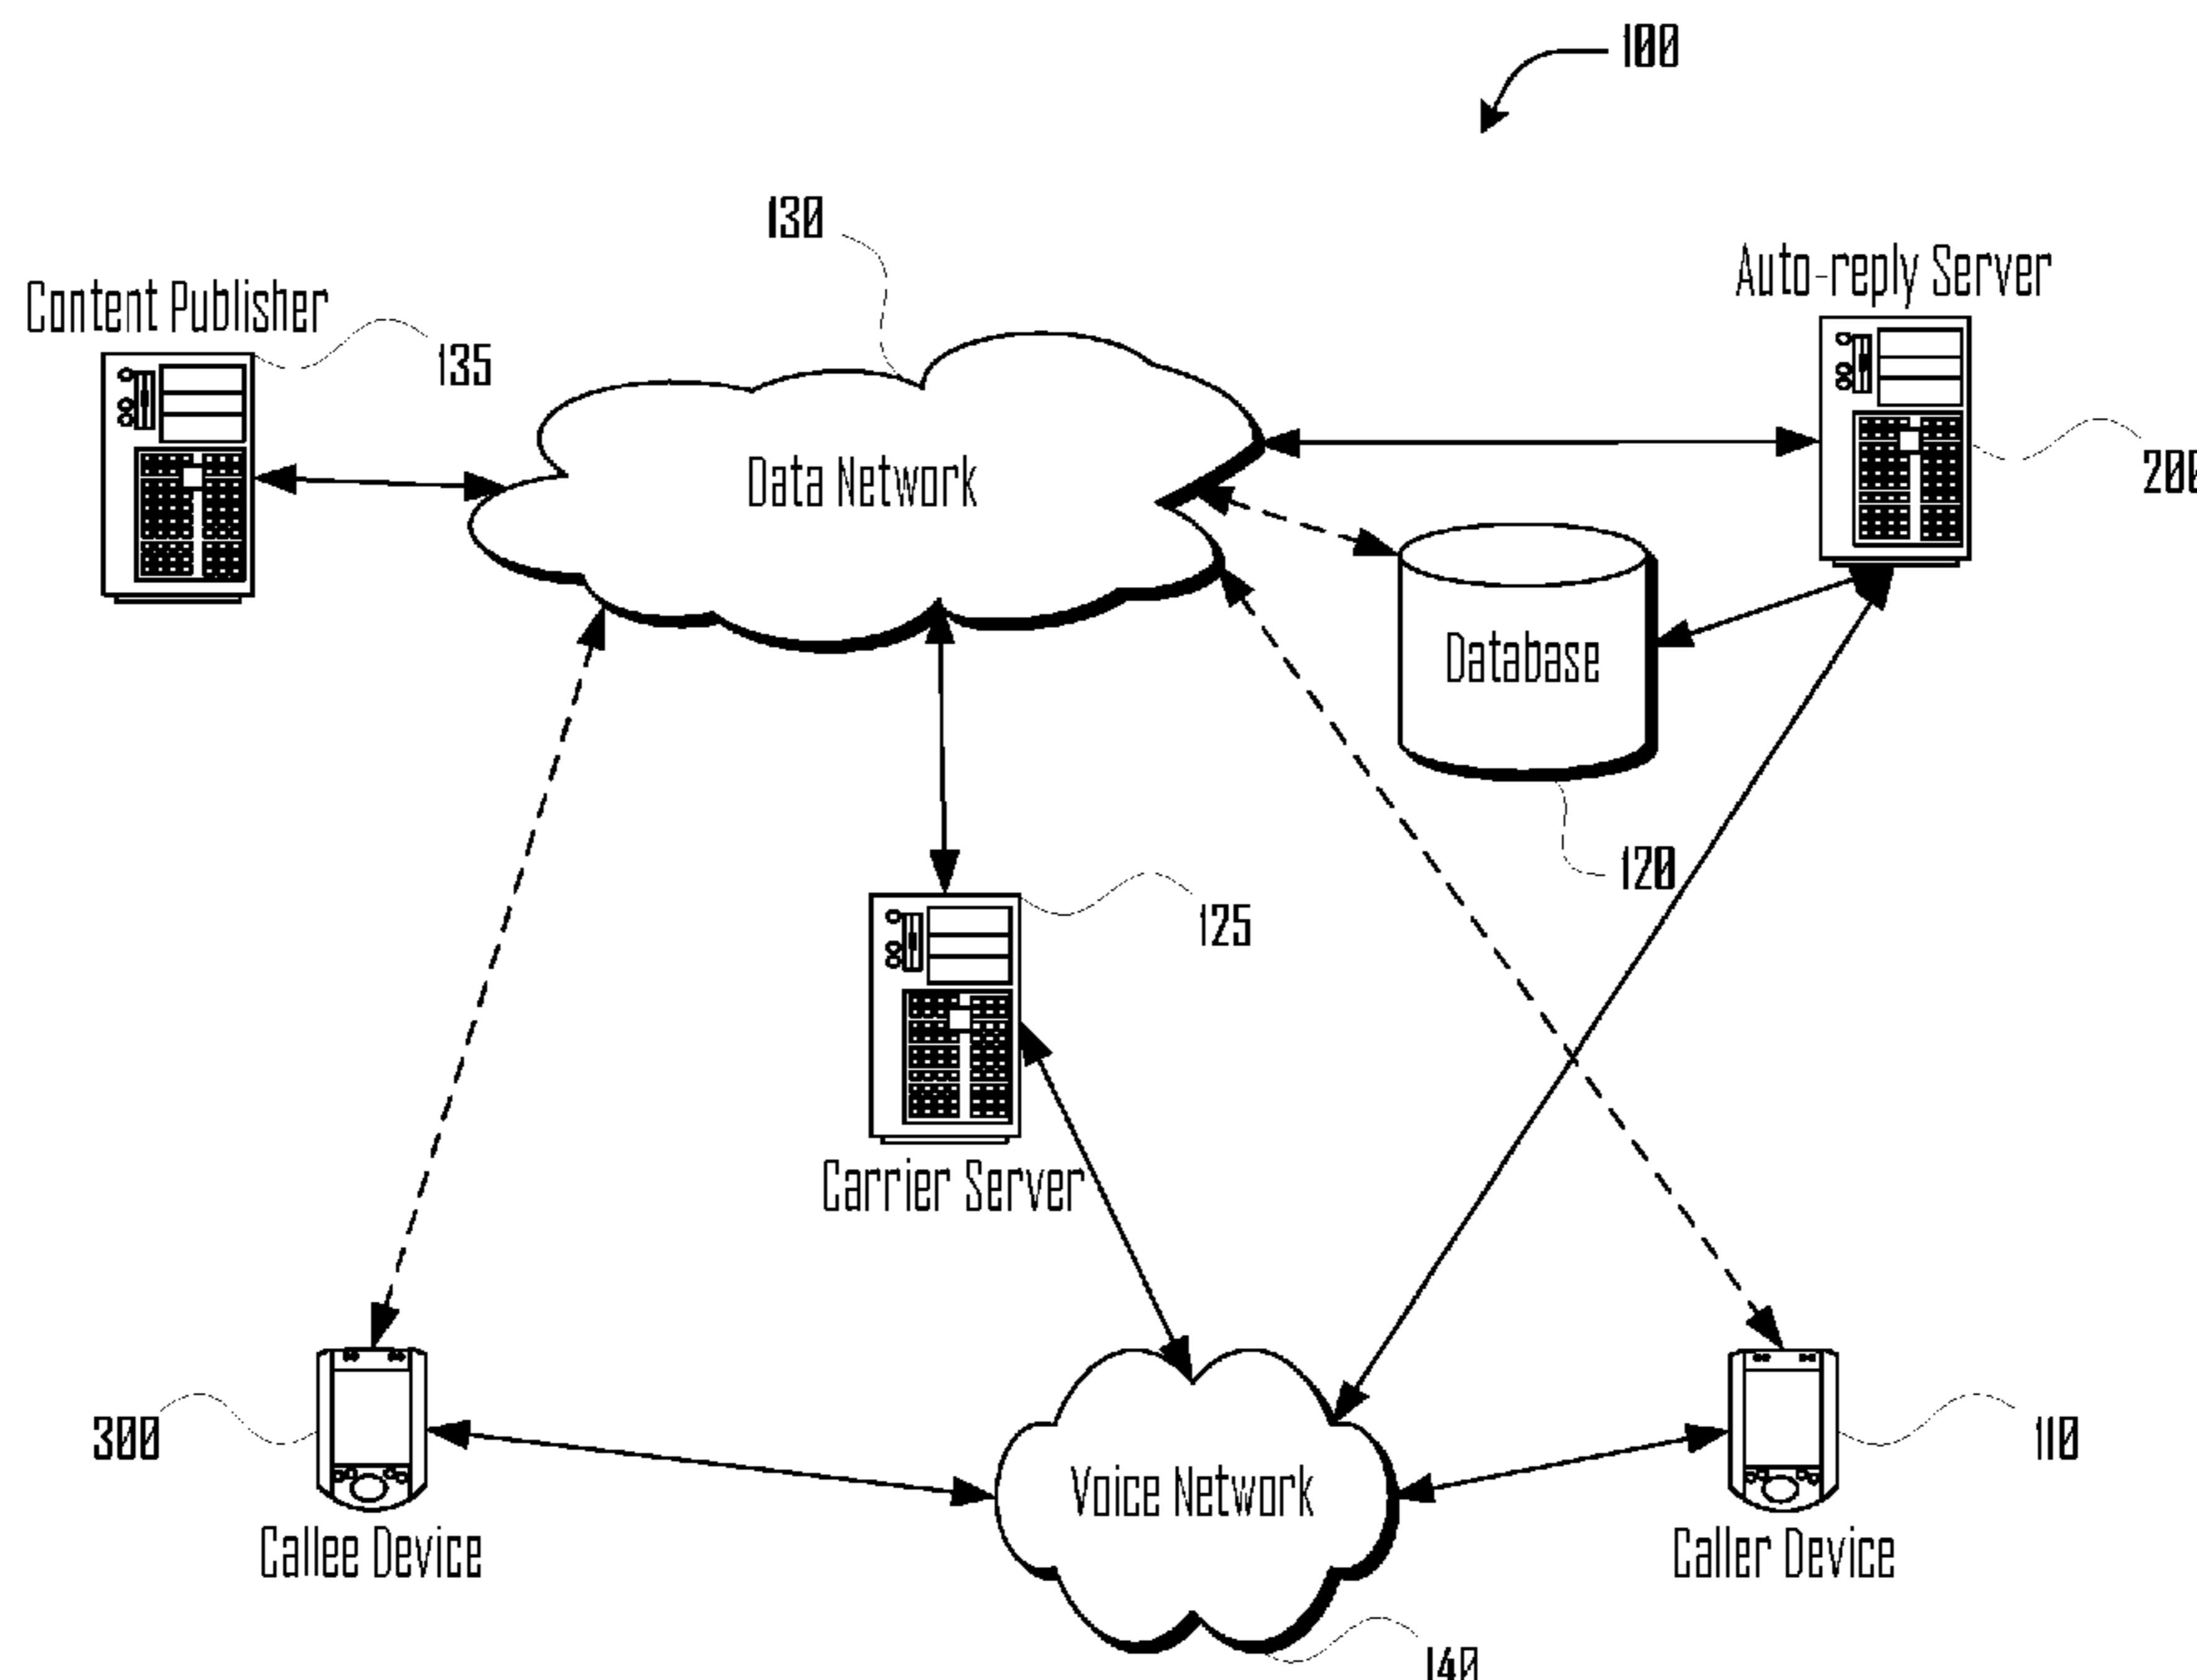 100
130
Auto-reply Server
Content Publisher
135
Data Network
200
Database
120
125
Carrier Server
300
110
Voice Network
Callee Device
Caller Device
140